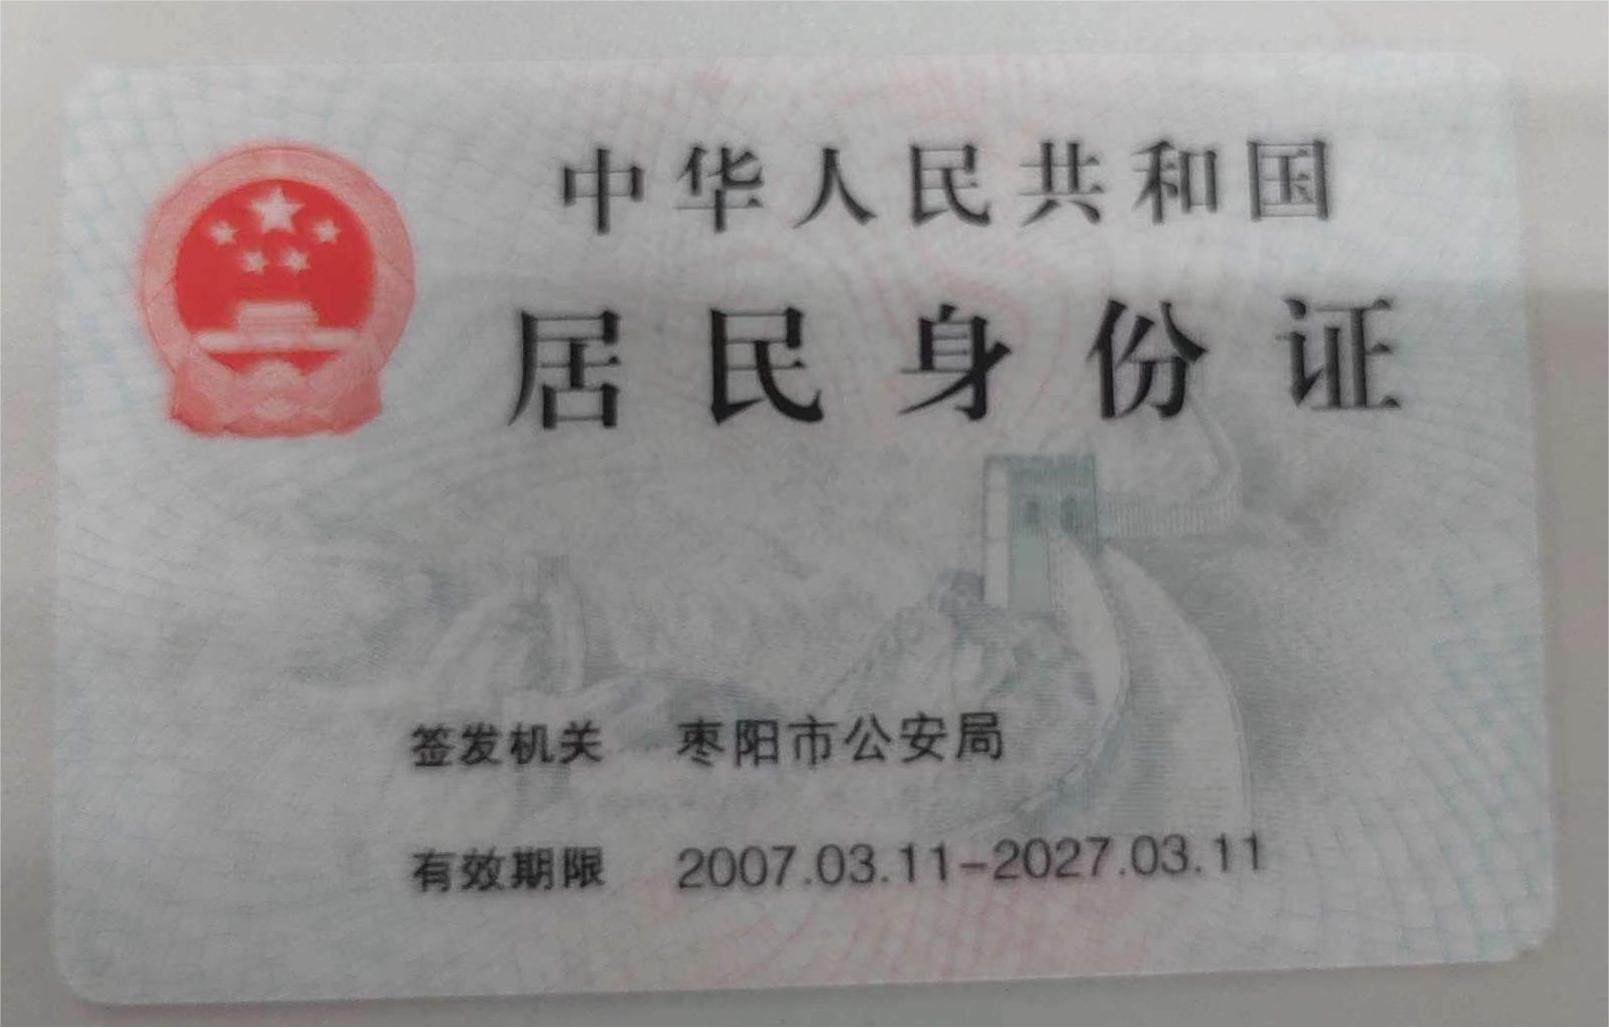 中华人民共和国
居民身份证
签发机关 枣阳市公安局
有效期限 2007.03.11-2027.03.11